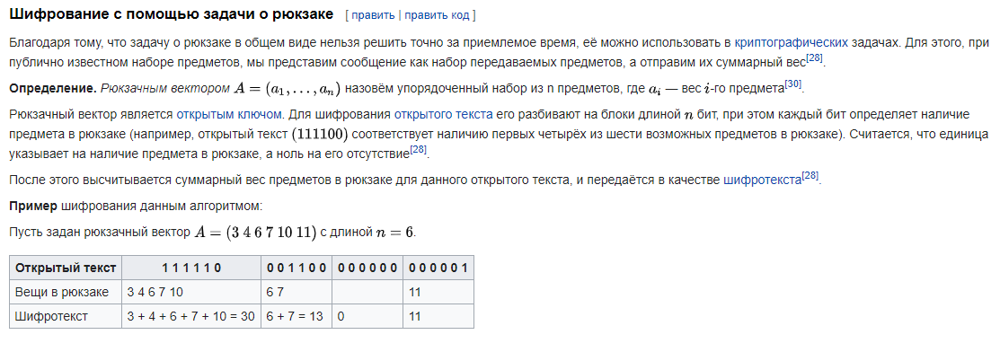 Шифрование с помощью задачи о рюкзаке [ править | править код ]
Благодаря тому, что задачу о рюкзаке в общем виде нельзя решить точно за приемлемое время, её можно использовать в криптографических задачах. Для этого, при
публично известном наборе предметов, мы представим сообщение как набор передаваемых предметов, а отправим их суммарный вес[28].
Определение. Рюкзачным вектором A = (a₁, . . . , aₙ) назовём упорядоченный набор из n предметов, где aᵢ — вес i-го предмета[30].
Рюкзачный вектор является открытым ключом. Для шифрования открытого текста его разбивают на блоки длиной n бит, при этом каждый бит определяет наличие
предмета в рюкзаке (например, открытый текст (111100) соответствует наличию первых четырёх из шести возможных предметов в рюкзаке). Считается, что единица
указывает на наличие предмета в рюкзаке, а ноль на его отсутствие[28].
После этого высчитывается суммарный вес предметов в рюкзаке для данного открытого текста, и передаётся в качестве шифротекста[28].
Пример шифрования данным алгоритмом:
Пусть задан рюкзачный вектор A = (3 4 6 7 10 11) с длиной n = 6.
Открытый текст 1 1 1 1 1 0 0 0 1 1 0 0 0 0 0 0 0 0 0 0 0 0 0 1
Вещи в рюкзаке 3 4 6 7 10 6 7 11
Шифротекст 3 + 4 + 6 + 7 + 10 = 30 6 + 7 = 13 0 11